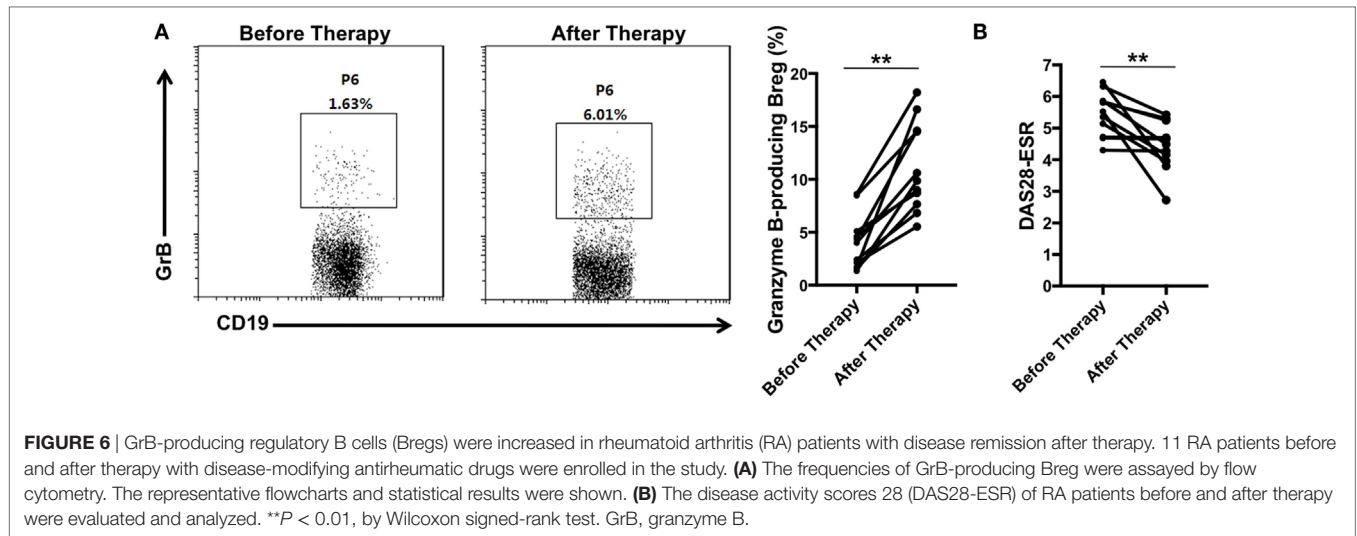 A
Before Therapy
After Therapy
P6
1.63%
P6
6.01%
GrB
CD19
Granzyme B-producing Breg (%)
**
20
15
10
5
0
Before Therapy
After Therapy
B
DAS28-ESR
**
7
6
5
4
3
2
1
0
Before Therapy
After Therapy
FIGURE 6 | GrB-producing regulatory B cells (Bregs) were increased in rheumatoid arthritis (RA) patients with disease remission after therapy. 11 RA patients before
and after therapy with disease-modifying antirheumatic drugs were enrolled in the study. (A) The frequencies of GrB-producing Breg were assayed by flow
cytometry. The representative flowcharts and statistical results were shown. (B) The disease activity scores 28 (DAS28-ESR) of RA patients before and after therapy
were evaluated and analyzed. **P < 0.01, by Wilcoxon signed-rank test. GrB, granzyme B.